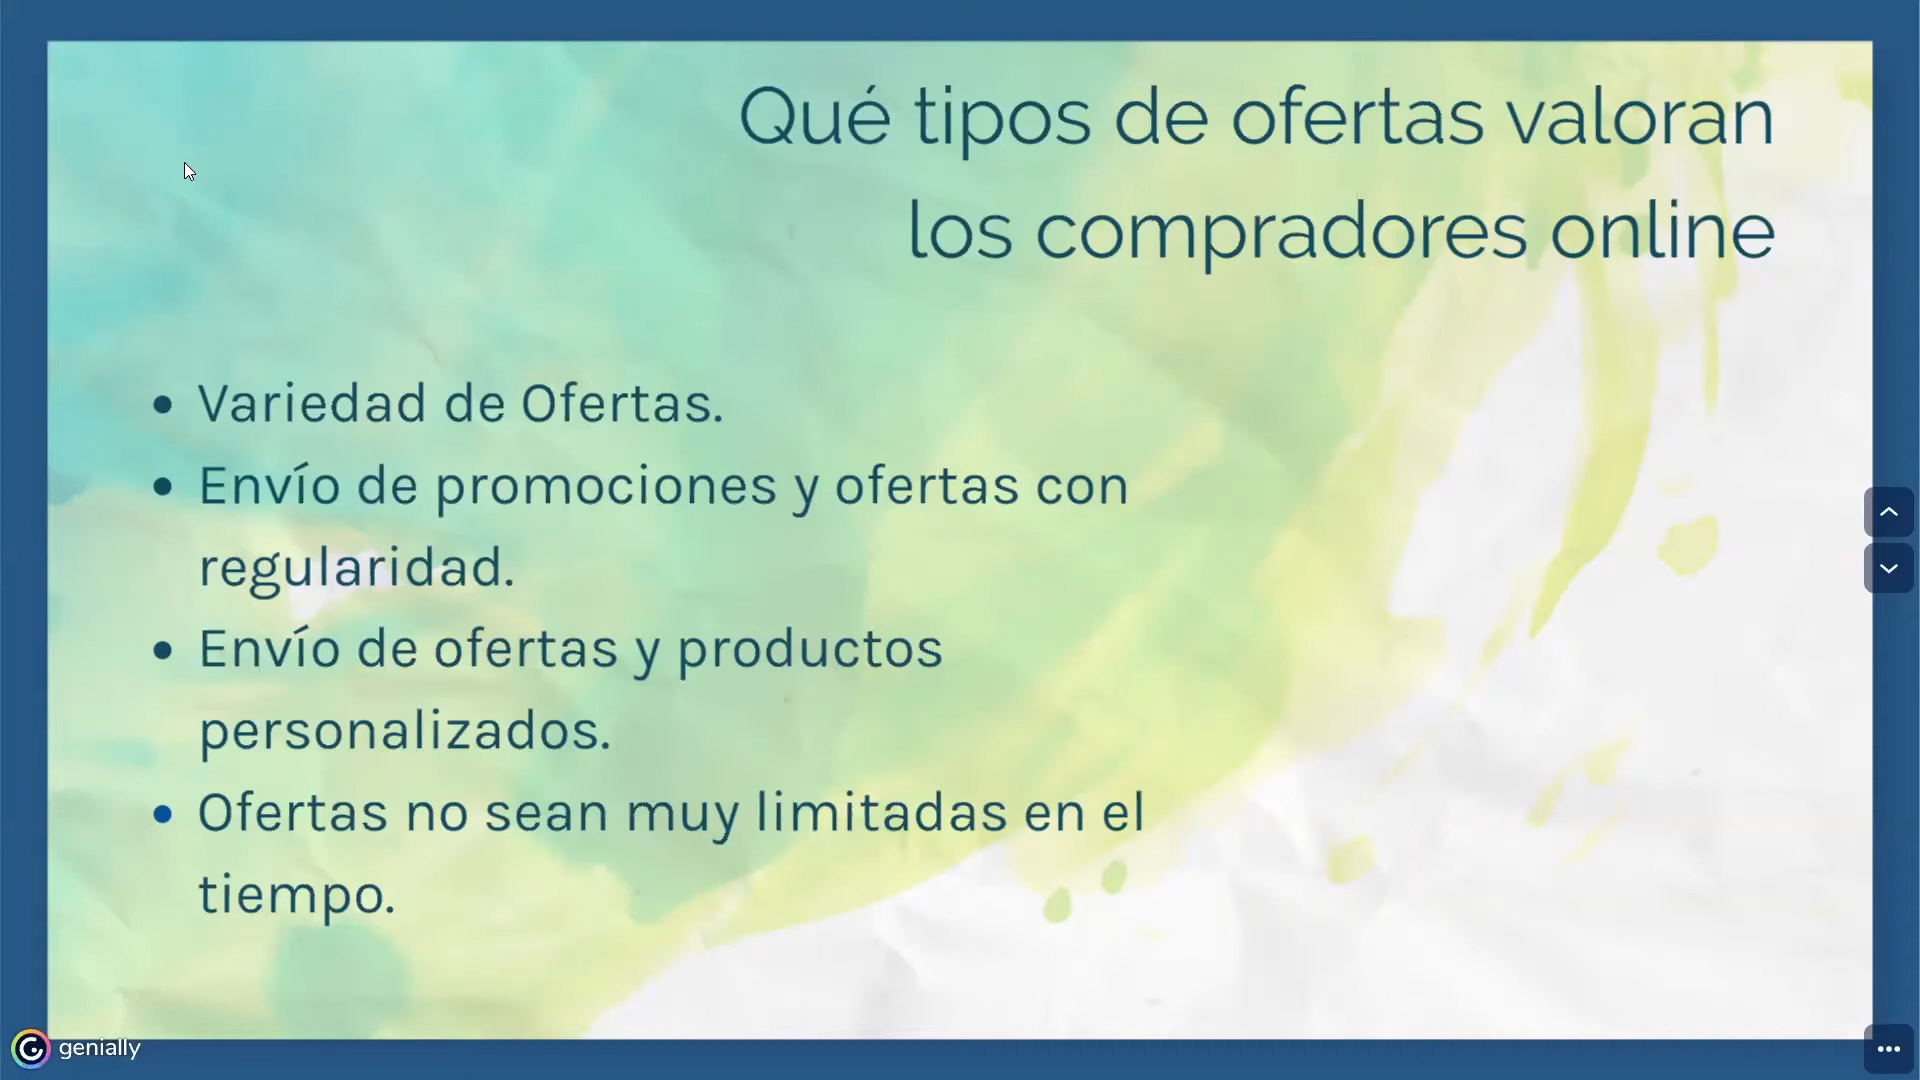 Qué tipos de ofertas valoran
los compradores online
• Variedad de Ofertas.
• Envío de promociones y ofertas con
regularidad.
• Envío de ofertas y productos
personalizados.
• Ofertas no sean muy limitadas en el
tiempo.
genially